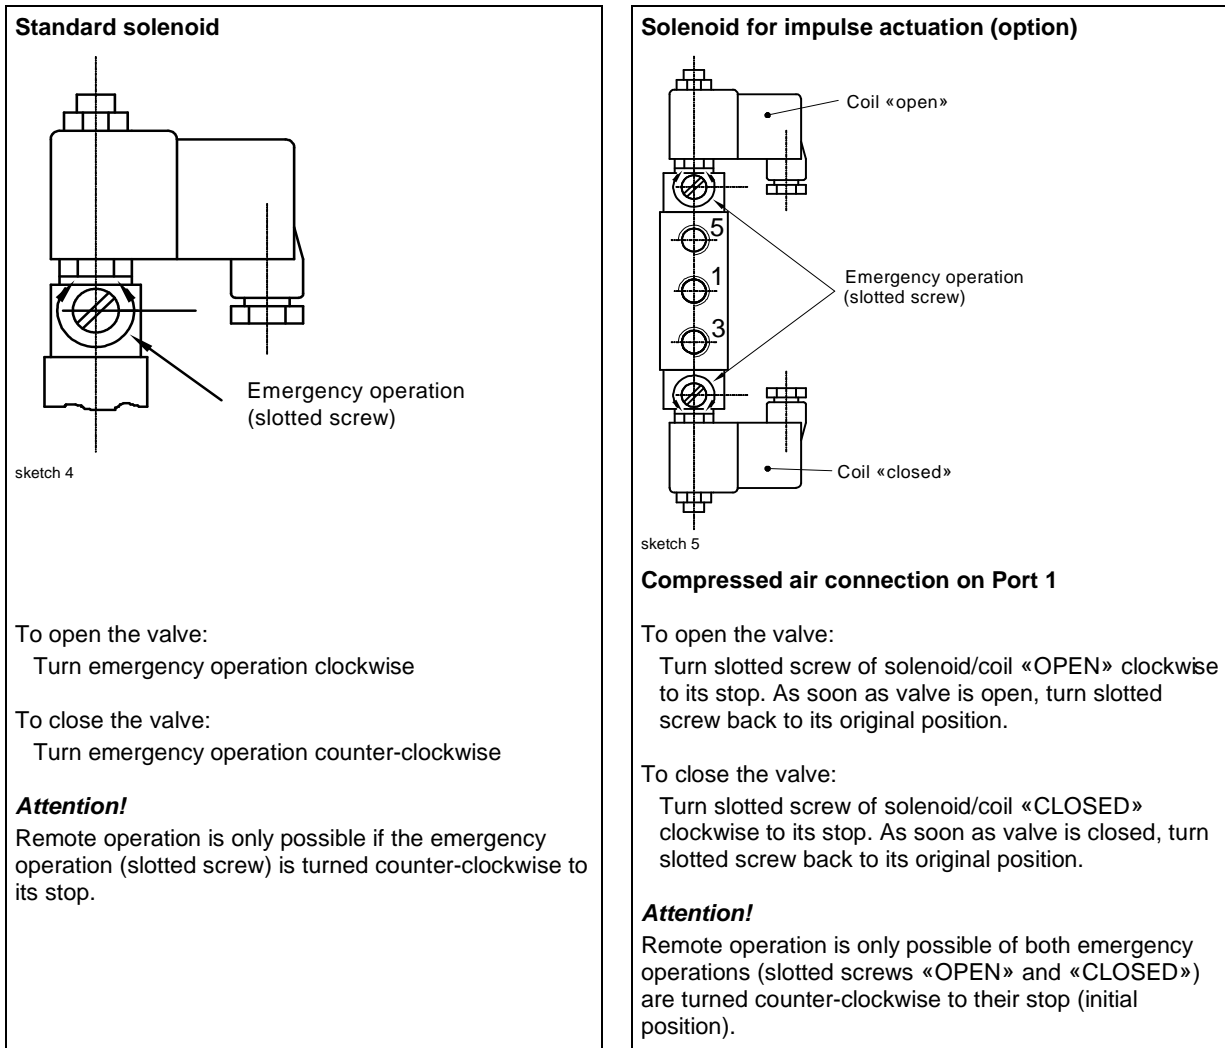 Standard solenoid
Emergency operation
(slotted screw)
sketch 4
To open the valve:
Turn emergency operation clockwise
To close the valve:
Turn emergency operation counter-clockwise
Attention!
Remote operation is only possible if the emergency
operation (slotted screw) is turned counter-clockwise to
its stop.
Solenoid for impulse actuation (option)
Coil «open»
5
1
Emergency operation
(slotted screw)
3
Coil «closed»
sketch 5
Compressed air connection on Port 1
To open the valve:
Turn slotted screw of solenoid/coil «OPEN» clockwise
to its stop. As soon as valve is open, turn slotted
screw back to its original position.
To close the valve:
Turn slotted screw of solenoid/coil «CLOSED»
clockwise to its stop. As soon as valve is closed, turn
slotted screw back to its original position.
Attention!
Remote operation is only possible of both emergency
operations (slotted screws «OPEN» and «CLOSED»)
are turned counter-clockwise to their stop (initial
position).